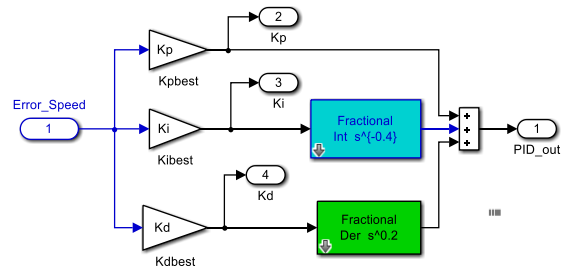 2
Kp
Kp
Kpbest
3
Ki
Error_Speed
1
Ki
Kibest
Fractional
Int s^{-0.4}
+
+
+
1
PID_out
4
Kd
Kd
Kdbest
Fractional
Der s^0.2